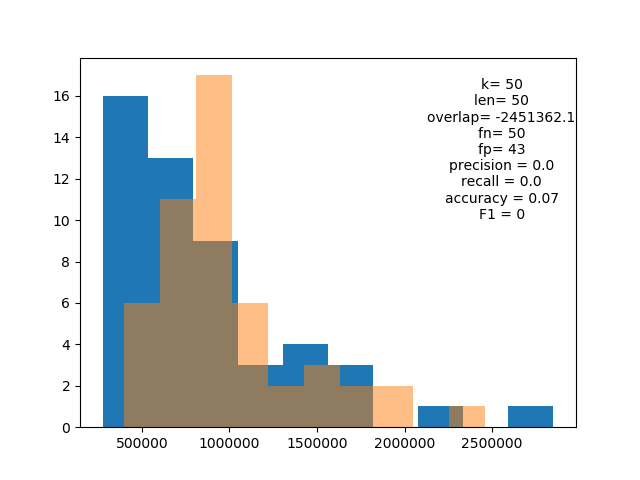 k= 50
len= 50
overlap= -2451362.1
fn= 50
fp= 43
precision = 0.0
recall = 0.0
accuracy = 0.07
F1 = 0
16
14
12
10
8
6
4
2
0
500000 1000000 1500000 2000000 2500000